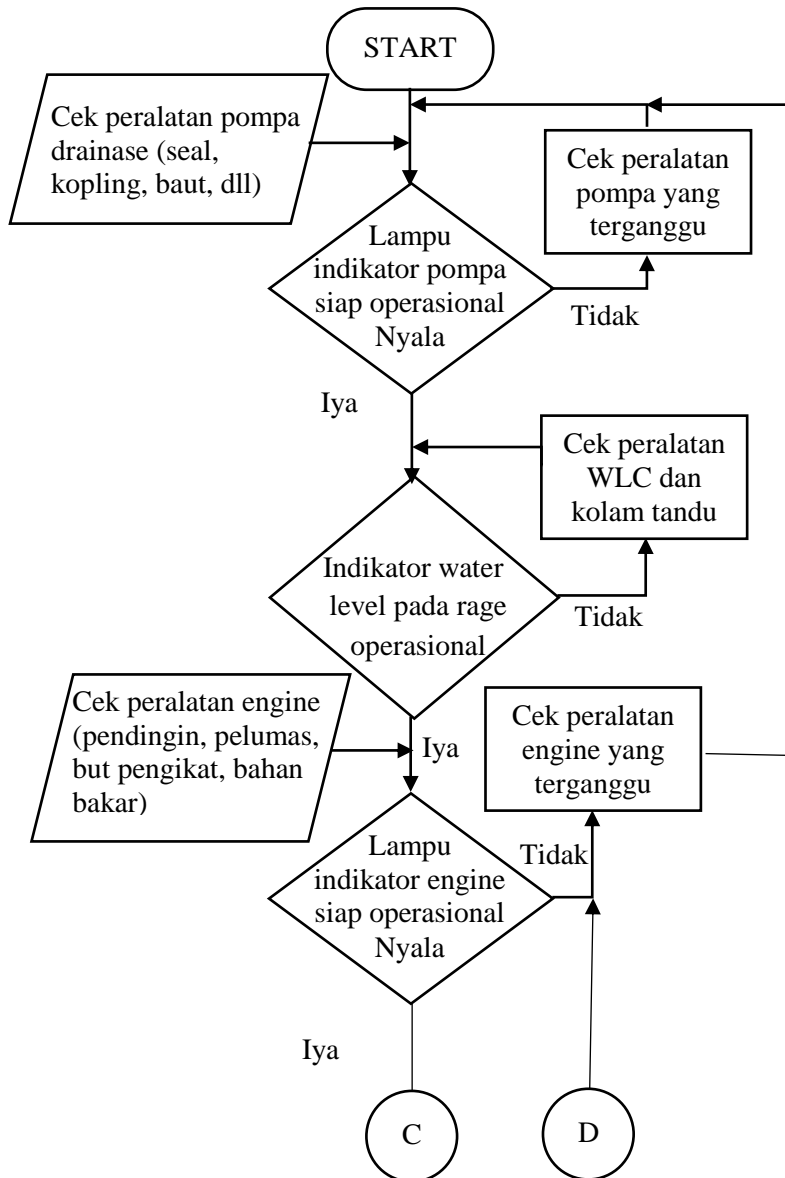 START
Cek peralatan pompa
drainase (seal,
kopling, baut, dll)
Cek peralatan
pompa yang
terganggu
Lampu
indikator pompa
siap operasional
Nyala
Tidak
Iya
Cek peralatan
WLC dan
kolam tandu
Indikator water
level pada rage
operasional
Tidak
Cek peralatan engine
(pendingin, pelumas,
but pengikat, bahan
bakar)
Iya
Cek peralatan
engine yang
terganggu
Lampu
indikator engine
siap operasional
Nyala
Tidak
Iya
C
D